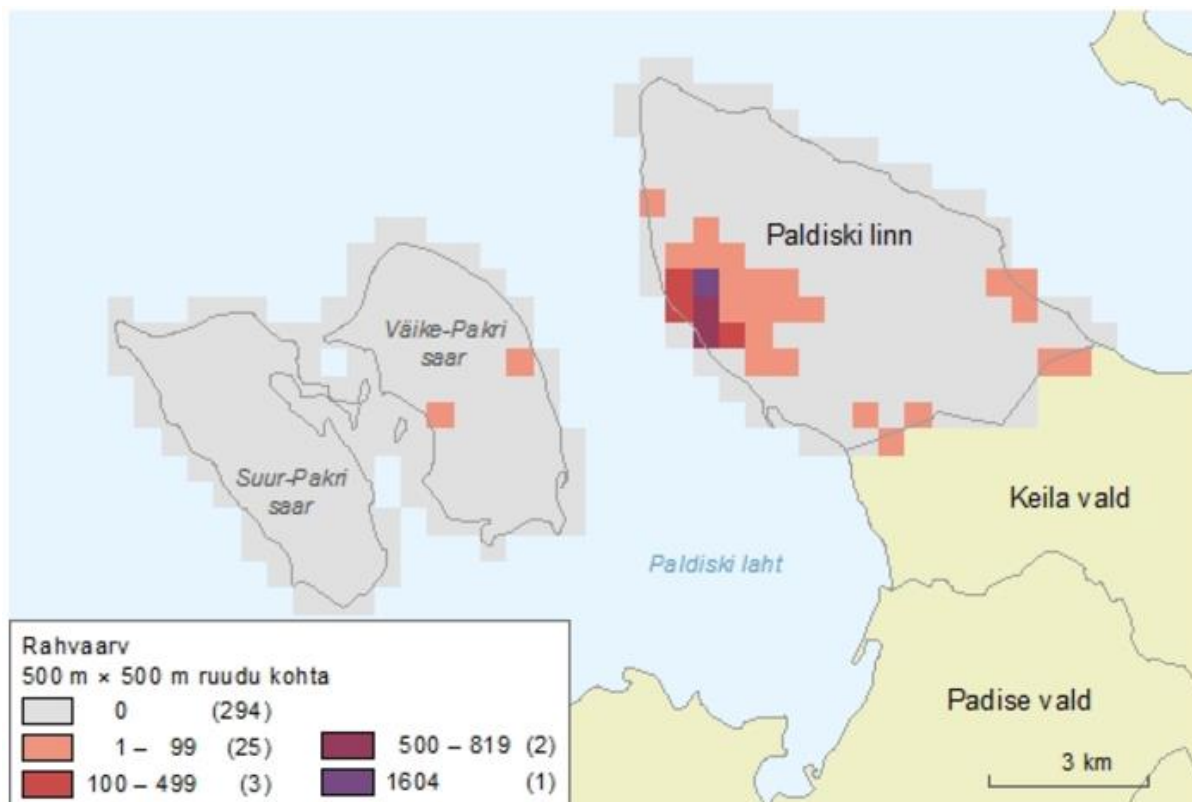 Paldiski linn
Väike-Pakri
saar
Suur-Pakri
saar
Keila vald
Paldiski laht
Padise vald
3 km
Rahvaarv
500 m × 500 m ruudu kohta
0 (294)
1 – 99 (25)
100 – 499 (3)
500 – 819 (2)
1604 (1)